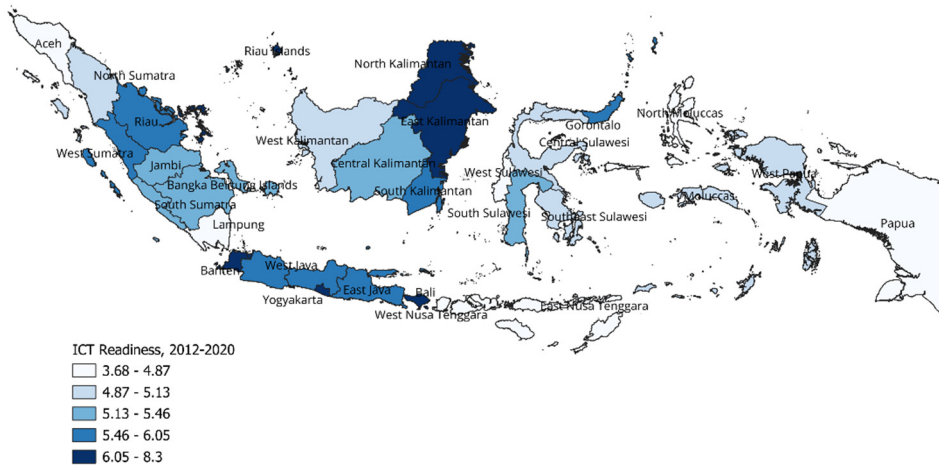 Aceh
North Sumatra
Riau Islands
North Kalimantan
Riau
East Kalimantan
North Moluccas
Gorontalo
West Kalimantan
Central Sulawesi
West Sumatra
Jambi
Central Kalimantan
West Sulawesi
West Papua
Bangka Belitung Islands
South Kalimantan
Moluccas
South Sumatra
South Sulawesi
Southeast Sulawesi
Lampung
Papua
Banten
West Java
Yogyakarta
East Java
Bali
West Nusa Tenggara
East Nusa Tenggara
ICT Readiness, 2012-2020
3.68 - 4.87
4.87 - 5.13
5.13 - 5.46
5.46 - 6.05
6.05 - 8.3